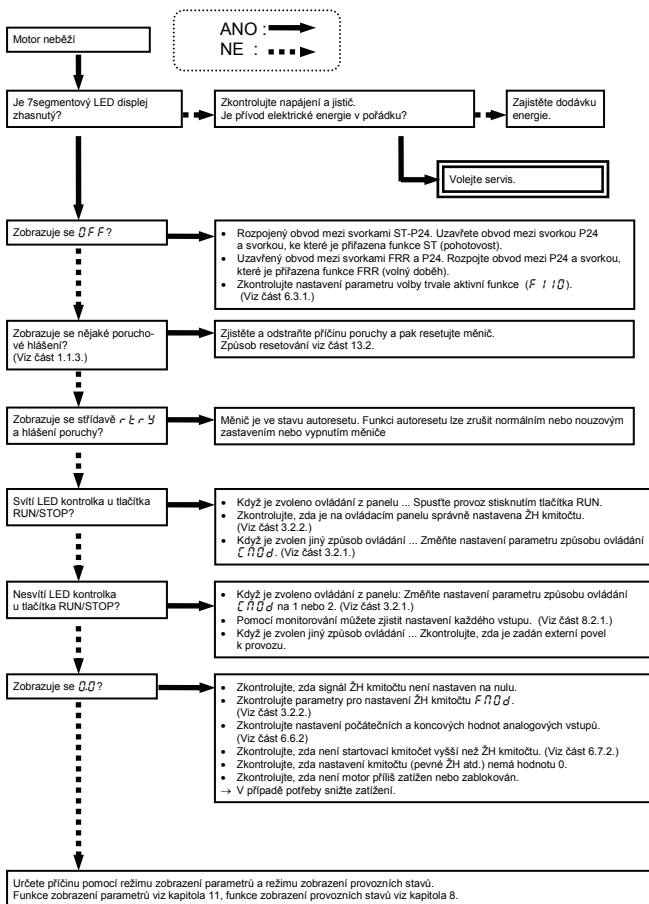 ANO :
NE :
Motor neběží
Je 7segmentový LED displej
zhasnutý?
Zkontrolujte napájení a jistič.
Je přívod elektrické energie v pořádku?
Zajistěte dodávku
energie.
Volejte servis.
Zobrazuje se OFF?
• Rozpojený obvod mezi svorkami ST-P24. Uzavřete obvod mezi svorkou P24
a svorkou, ke které je přiřazena funkce ST (pohotovost).
• Uzavřený obvod mezi svorkami FRR a P24. Rozpojte obvod mezi P24 a svorkou,
které je přiřazena funkce FRR (volný doběh).
• Zkontrolujte nastavení parametru volby trvale aktivní funkce (F110).
(Viz část 6.3.1.)
Zobrazuje se nějaké porucho-
vé hlášení?
(Viz část 1.1.3.)
Zjistěte a odstraňte příčinu poruchy a pak resetujte měnič.
Způsob resetování viz část 13.2.
Zobrazuje se střídavě rtrY
a hlášení poruchy?
Měnič je ve stavu autoresetu. Funkci autoresetu lze zrušit normálním nebo nouzovým
zastavením nebo vypnutím měniče
Svítí LED kontrolka u tlačítka
RUN/STOP?
• Když je zvoleno ovládání z panelu ... Spusťte provoz stisknutím tlačítka RUN.
• Zkontrolujte, zda je na ovládacím panelu správně nastavena ŽH kmitočtu.
(Viz část 3.2.2.)
• Když je zvolen jiný způsob ovládání ... Změňte nastavení parametru způsobu ovládání
CMOd. (Viz část 3.2.1.)
Nesvítí LED kontrolka
u tlačítka RUN/STOP?
• Když je zvoleno ovládání z panelu: Změňte nastavení parametru způsobu ovládání
CMOd na 1 nebo 2. (Viz část 3.2.1.)
• Pomocí monitorování můžete zjistit nastavení každého vstupu. (Viz část 8.2.1.)
• Když je zvolen jiný způsob ovládání ... Zkontrolujte, zda je zadán externí povel
k provozu.
Zobrazuje se 0.0?
• Zkontrolujte, zda signál ŽH kmitočtu není nastaven na nulu.
• Zkontrolujte parametry pro nastavení ŽH kmitočtu FMOd.
(Viz část 3.2.2.)
• Zkontrolujte nastavení počátečních a koncových hodnot analogových vstupů.
(Viz část 6.6.2)
• Zkontrolujte, zda není startovací kmitočet vyšší než ŽH kmitočtu. (Viz část 6.7.2.)
• Zkontrolujte, zda nastavení kmitočtu (pevné ŽH atd.) nemá hodnotu 0.
• Zkontrolujte, zda není motor příliš zatížen nebo zablokován.
→ V případě potřeby snižte zatížení.
Určete příčinu pomocí režimu zobrazení parametrů a režimu zobrazení provozních stavů.
Funkce zobrazení parametrů viz kapitola 11, funkce zobrazení provozních stavů viz kapitola 8.